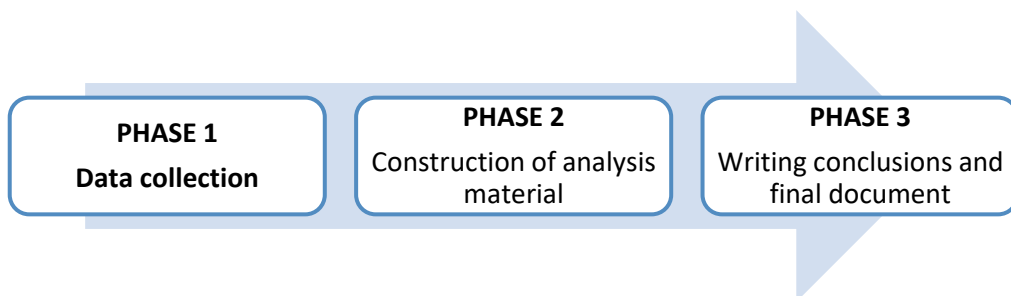 PHASE 1
Data collection
PHASE 2
Construction of analysis
material
PHASE 3
Writing conclusions and
final document